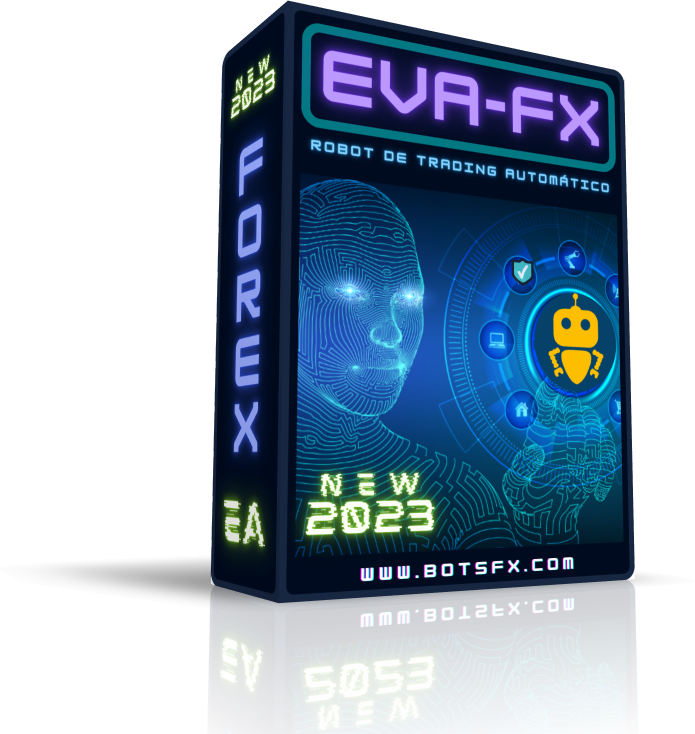 NEW
2023
FOREX
EA
EVA-FX
ROBOT DE TRADING AUTOMÁTICO
NEW
2023
WWW.BOTSFX.COM